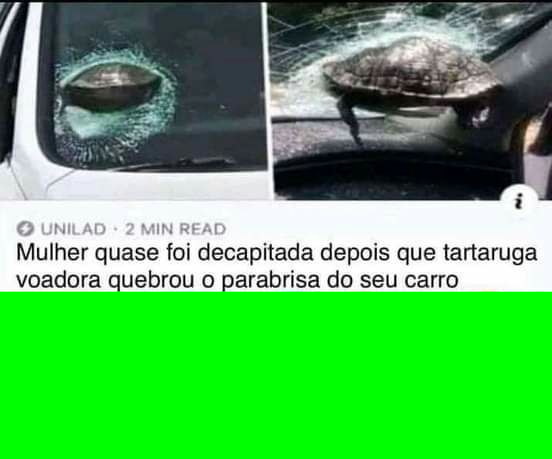 UNILAD · 2 MIN READ
Mulher quase foi decapitada depois que tartaruga
voadora quebrou o parabrisa do seu carro